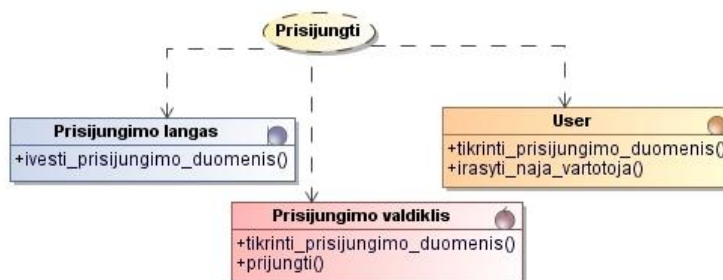 Prisijungti
Prisijungimo langas
+ivesti_prisijungimo_duomenis()
User
+tikrinti_prisijungimo_duomenis()
+irasyti_naja_vartotoja()
Prisijungimo valdiklis
+tikrinti_prisijungimo_duomenis()
+prijungti()